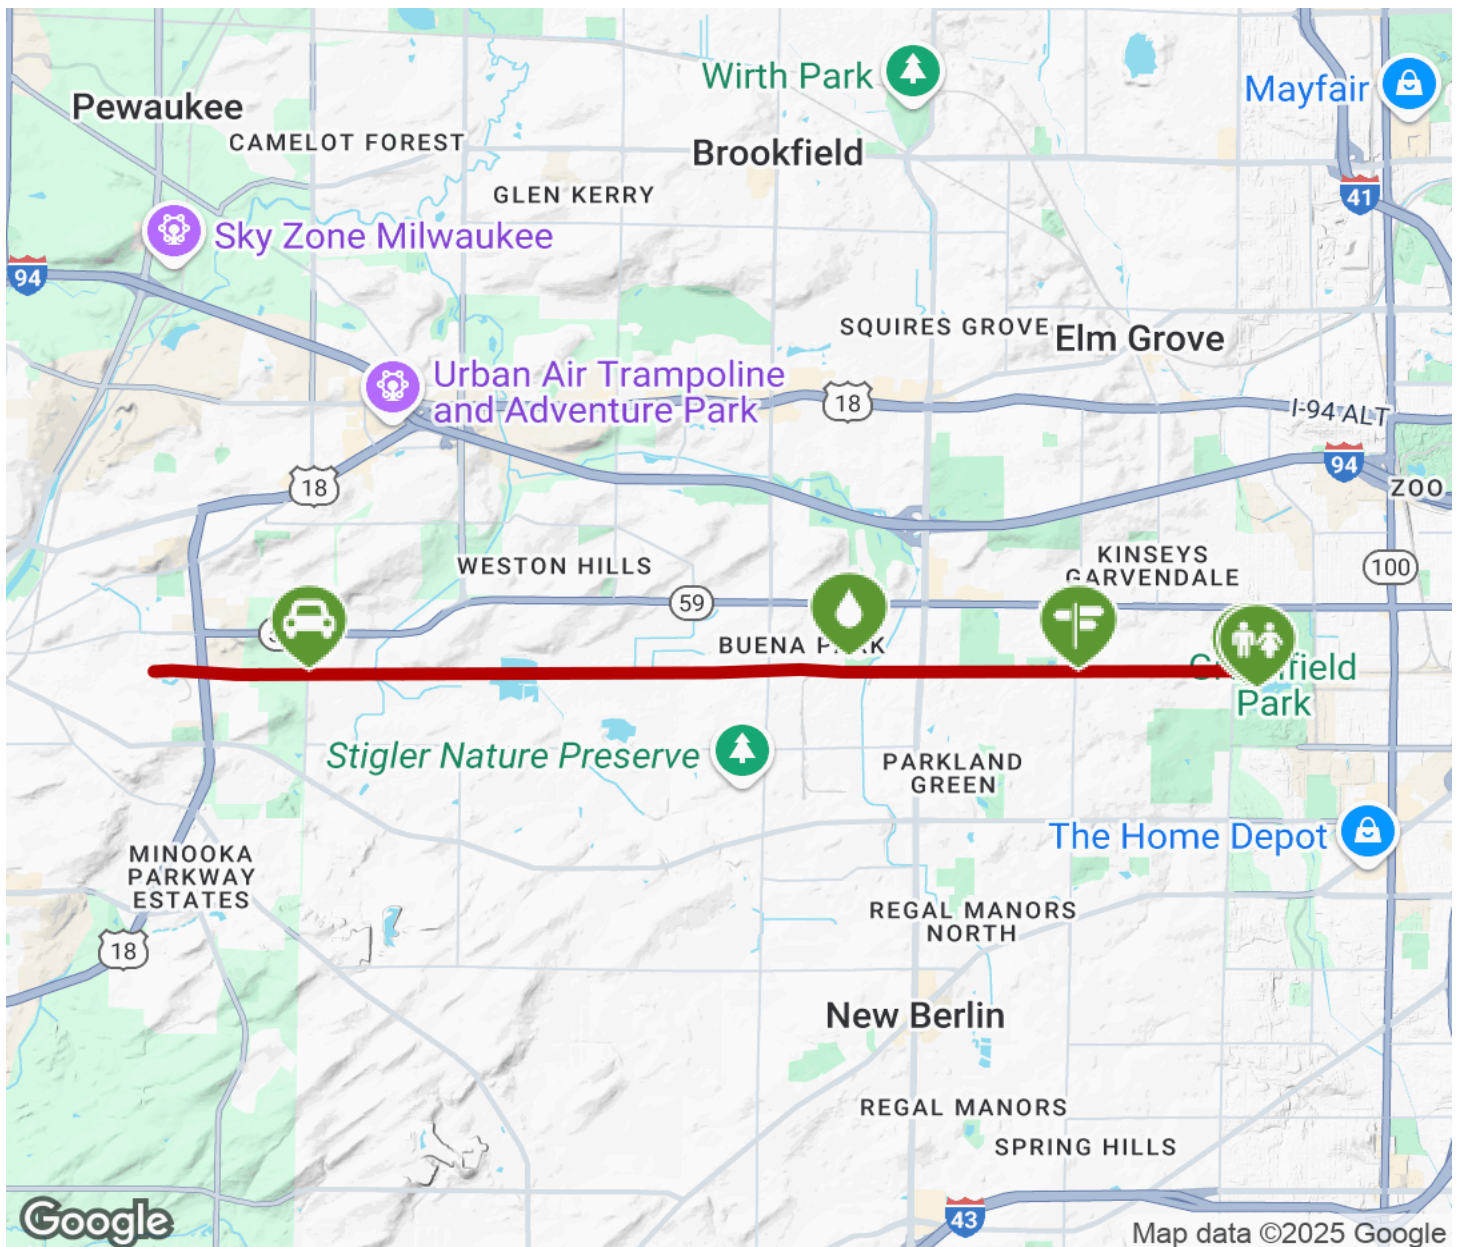 Wirth Park
Mayfair
Pewaukee
CAMELOT FOREST
Brookfield
GLEN KERRY
41
Sky Zone Milwaukee
94
SQUIRES GROVE
Elm Grove
Urban Air Trampoline
and Adventure Park
18
I-94 ALT
94
18
ZOO
WESTON HILLS
KINSEYS
GARVENDALE
100
59
BUENA PARK
Park
Stigler Nature Preserve
PARKLAND
GREEN
The Home Depot
MINOOKA
PARKWAY
ESTATES
REGAL MANORS
NORTH
18
New Berlin
REGAL MANORS
SPRING HILLS
Google
43
Map data ©2025 Google